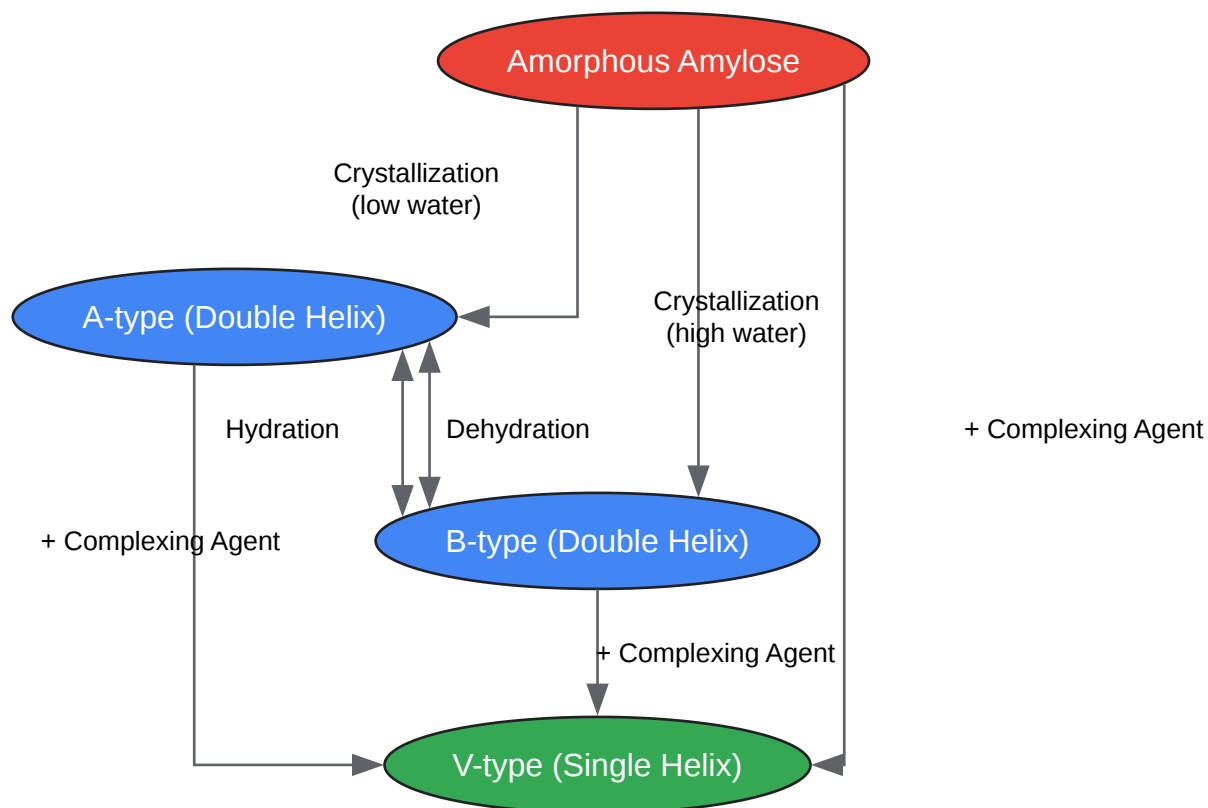 Amorphous Amylose
Crystallization
(low water)
A-type (Double Helix)
Crystallization
(high water)
Hydration
Dehydration
+ Complexing Agent
+ Complexing Agent
B-type (Double Helix)
+ Complexing Agent
V-type (Single Helix)